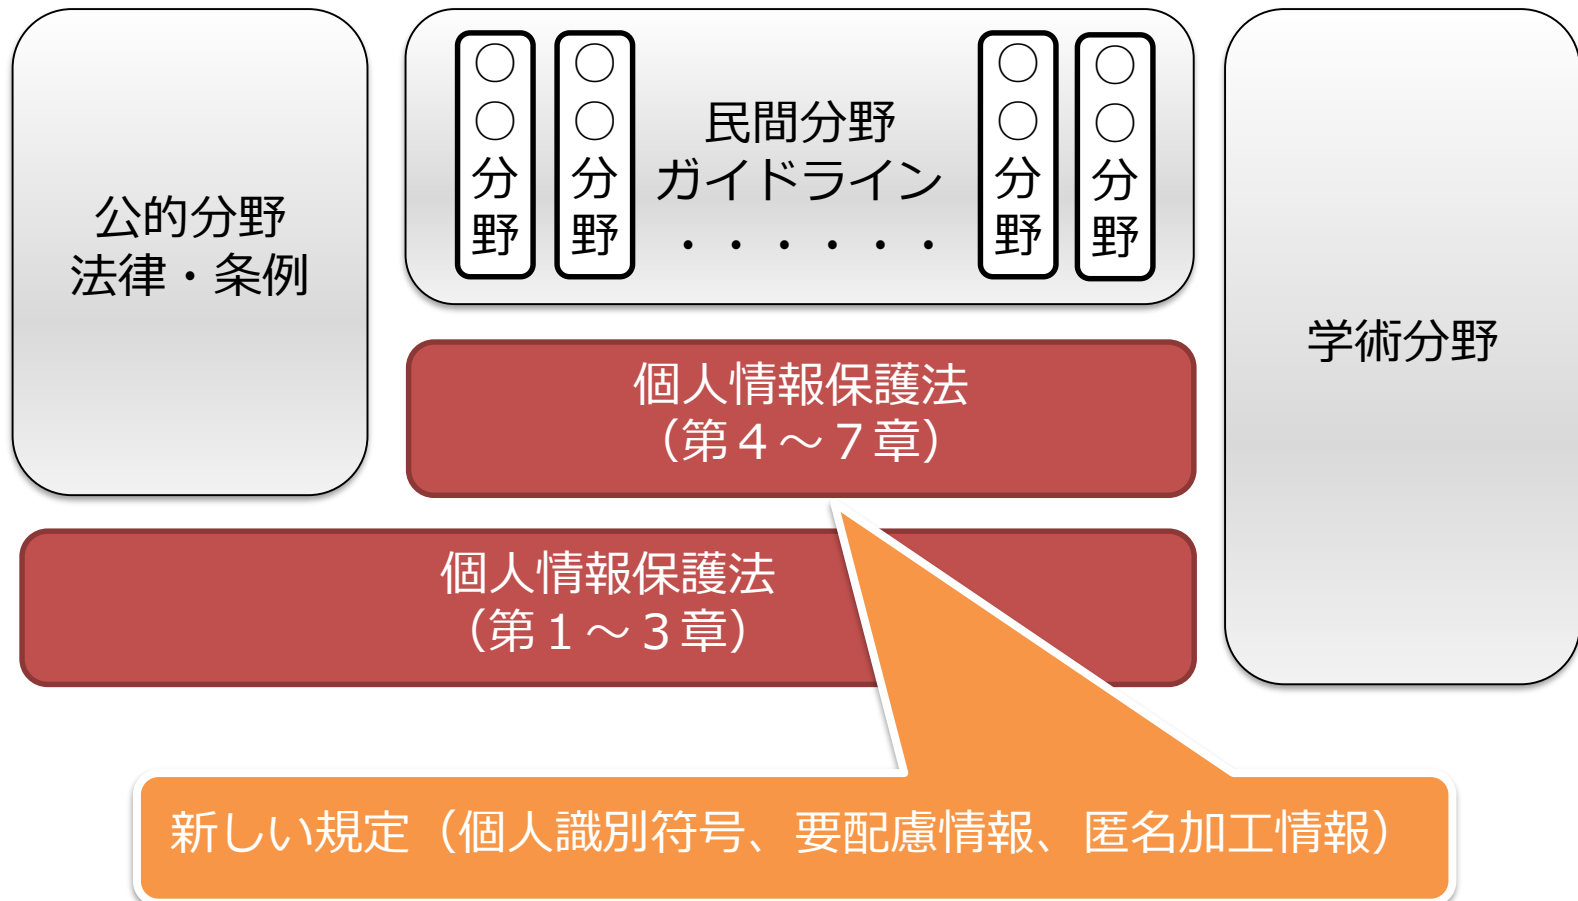 公的分野
法律・条例
○○分野
○○分野
民間分野
ガイドライン
・・・・・・
○○分野
○○分野
学術分野
個人情報保護法
（第４～７章）
個人情報保護法
（第１～３章）
新しい規定（個人識別符号、要配慮情報、匿名加工情報）